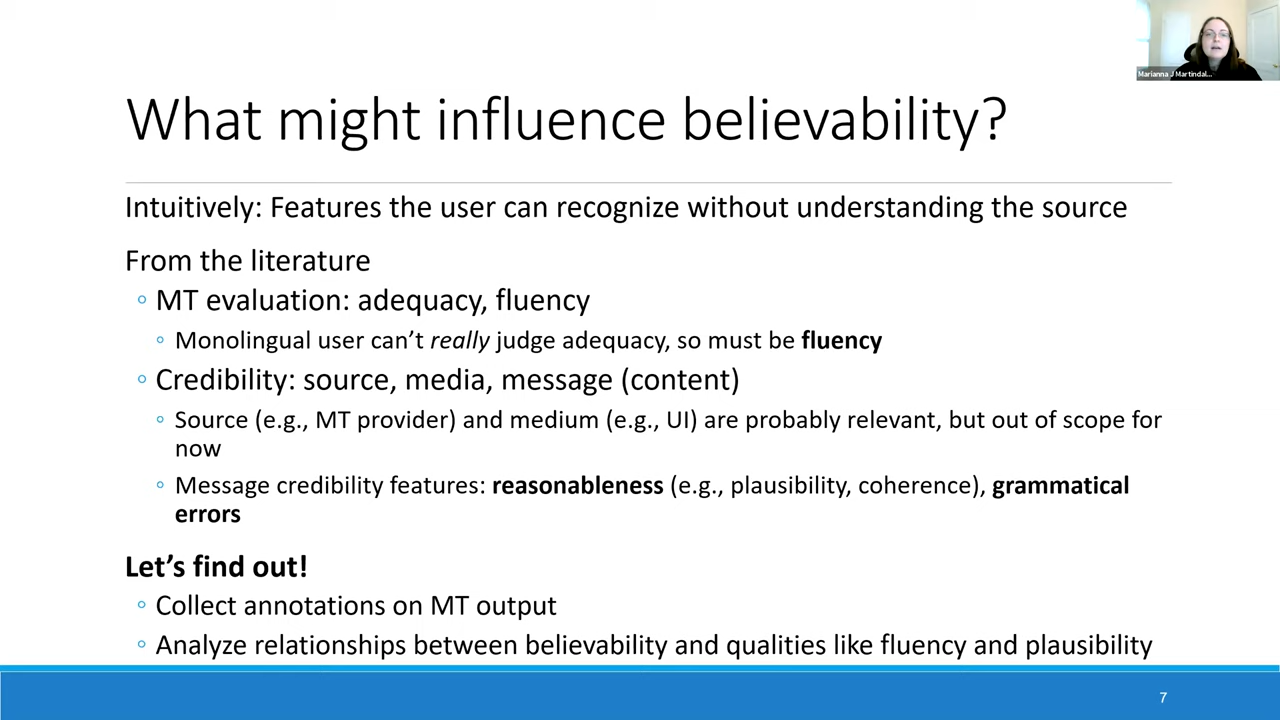 Marianna J Martindal...
What might influence believability?
Intuitively: Features the user can recognize without understanding the source
From the literature
◦ MT evaluation: adequacy, fluency
◦ Monolingual user can’t really judge adequacy, so must be fluency
◦ Credibility: source, media, message (content)
◦ Source (e.g., MT provider) and medium (e.g., UI) are probably relevant, but out of scope for
now
◦ Message credibility features: reasonableness (e.g., plausibility, coherence), grammatical
errors
Let’s find out!
◦ Collect annotations on MT output
◦ Analyze relationships between believability and qualities like fluency and plausibility
7